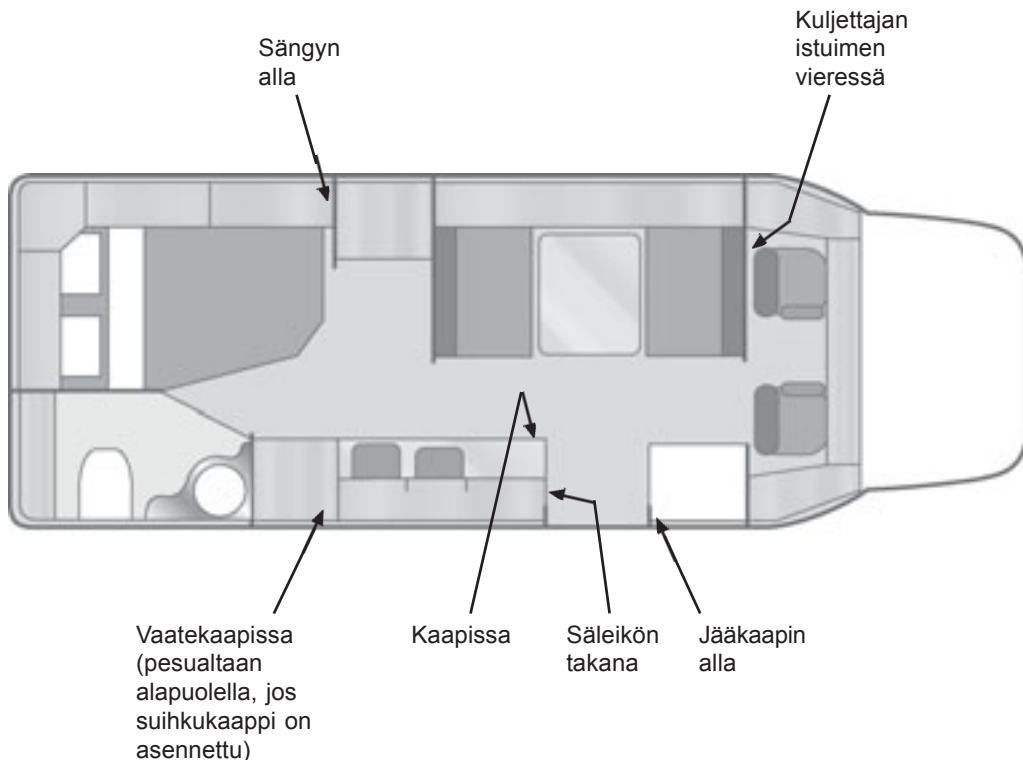 Sängyn
alla
Kuljettajan
istuimen
vieressä
Vaatekaapissa
(pesualtaan
alapuolella, jos
suihkukaappi on
asennettu)
Kaapissa
Säleikön
takana
Jääkaapin
alla